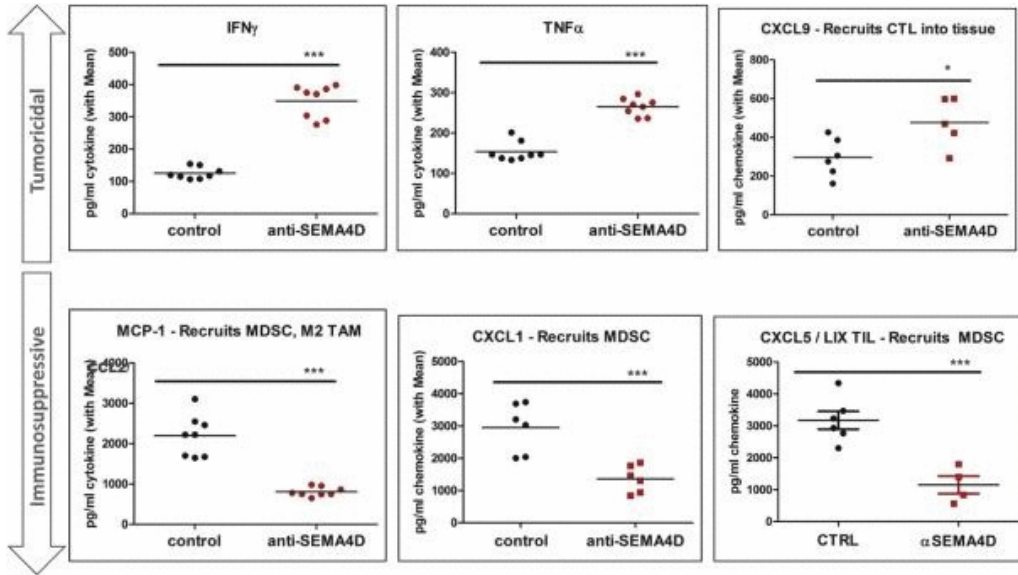 Tumoricidal
IFNγ
***
pg/ml cytokine (with Mean)
500
400
300
200
100
0
control
anti-SEMA4D
TNFα
***
pg/ml cytokine (with Mean)
400
300
200
100
0
control
anti-SEMA4D
CXCL9 - Recruits CTL into tissue
*
pg/ml chemokine (with Mean)
800
600
400
200
0
control
anti-SEMA4D
Immunosuppressive
MCP-1 - Recruits MDSC, M2 TAM
CCL2
***
pg/ml cytokine (with Mean)
4000
3000
2000
1000
0
control
anti-SEMA4D
CXCL1 - Recruits MDSC
***
pg/ml chemokine (with Mean)
5000
4000
3000
2000
1000
0
control
anti-SEMA4D
CXCL5 / LIX TIL - Recruits MDSC
***
pg/ml chemokine
5000
4000
3000
2000
1000
0
CTRL
αSEMA4D